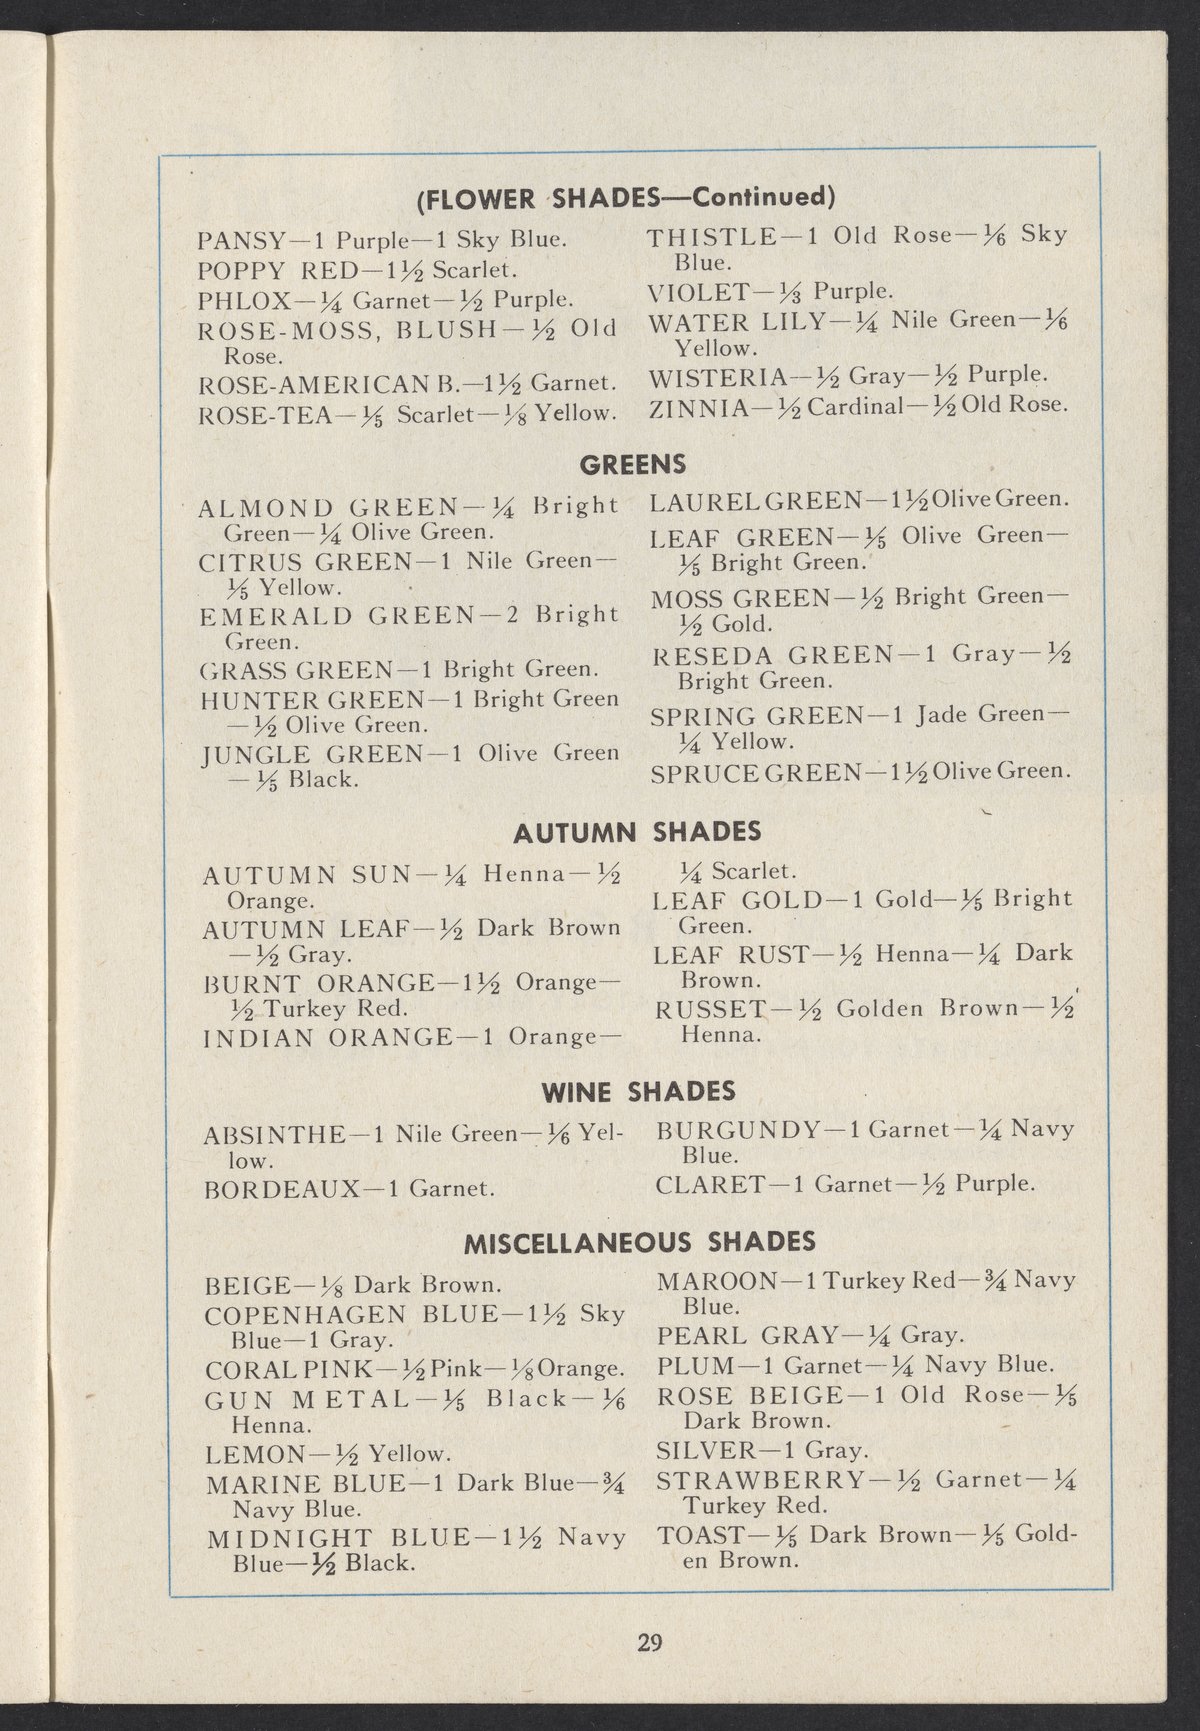 (FLOWER SHADES—Continued)
PANSY—1 Purple—1 Sky Blue.
POPPY RED—1½ Scarlet.
PHLOX—¼ Garnet—½ Purple.
ROSE-MOSS, BLUSH—½ Old
Rose.
ROSE-AMERICAN B.—1½ Garnet.
ROSE-TEA—⅕ Scarlet—⅛ Yellow.
THISTLE—1 Old Rose—⅙ Sky
Blue.
VIOLET—⅓ Purple.
WATER LILY—¼ Nile Green—⅙
Yellow.
WISTERIA—½ Gray—½ Purple.
ZINNIA—½ Cardinal—½ Old Rose.
GREENS
ALMOND GREEN—¼ Bright
Green—¼ Olive Green.
CITRUS GREEN—1 Nile Green—
⅕ Yellow.
EMERALD GREEN—2 Bright
Green.
GRASS GREEN—1 Bright Green.
HUNTER GREEN—1 Bright Green
—½ Olive Green.
JUNGLE GREEN—1 Olive Green
—⅕ Black.
LAUREL GREEN—1½ Olive Green.
LEAF GREEN—⅕ Olive Green—
⅕ Bright Green.
MOSS GREEN—½ Bright Green—
½ Gold.
RESEDA GREEN—1 Gray—½
Bright Green.
SPRING GREEN—1 Jade Green—
¼ Yellow.
SPRUCE GREEN—1½ Olive Green.
AUTUMN SHADES
AUTUMN SUN—¼ Henna—½
Orange.
AUTUMN LEAF—½ Dark Brown
—½ Gray.
BURNT ORANGE—1½ Orange—
½ Turkey Red.
INDIAN ORANGE—1 Orange—
¼ Scarlet.
LEAF GOLD—1 Gold—⅕ Bright
Green.
LEAF RUST—½ Henna—¼ Dark
Brown.
RUSSET—½ Golden Brown—½
Henna.
WINE SHADES
ABSINTHE—1 Nile Green—⅙ Yel-
low.
BORDEAUX—1 Garnet.
BURGUNDY—1 Garnet—¼ Navy
Blue.
CLARET—1 Garnet—½ Purple.
MISCELLANEOUS SHADES
BEIGE—⅛ Dark Brown.
COPENHAGEN BLUE—1½ Sky
Blue—1 Gray.
CORAL PINK—½ Pink—⅛ Orange.
GUN METAL—⅕ Black—⅙
Henna.
LEMON—½ Yellow.
MARINE BLUE—1 Dark Blue—¾
Navy Blue.
MIDNIGHT BLUE—1½ Navy
Blue—½ Black.
MAROON—1 Turkey Red—¾ Navy
Blue.
PEARL GRAY—¼ Gray.
PLUM—1 Garnet—¼ Navy Blue.
ROSE BEIGE—1 Old Rose—⅕
Dark Brown.
SILVER—1 Gray.
STRAWBERRY—½ Garnet—¼
Turkey Red.
TOAST—⅕ Dark Brown—⅕ Gold-
en Brown.
29